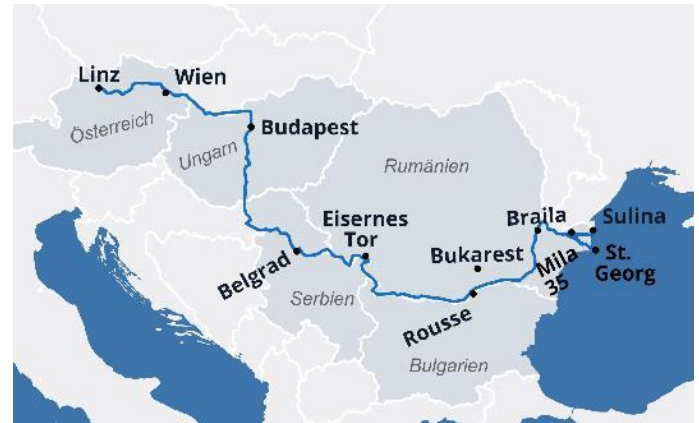 Linz
Wien
Österreich
Budapest
Ungarn
Rumänien
Eisernes
Tor
Braila
Sulina
Bukarest
Mila
35
St.
Georg
Belgrad
Serbien
Rousse
Bulgarien